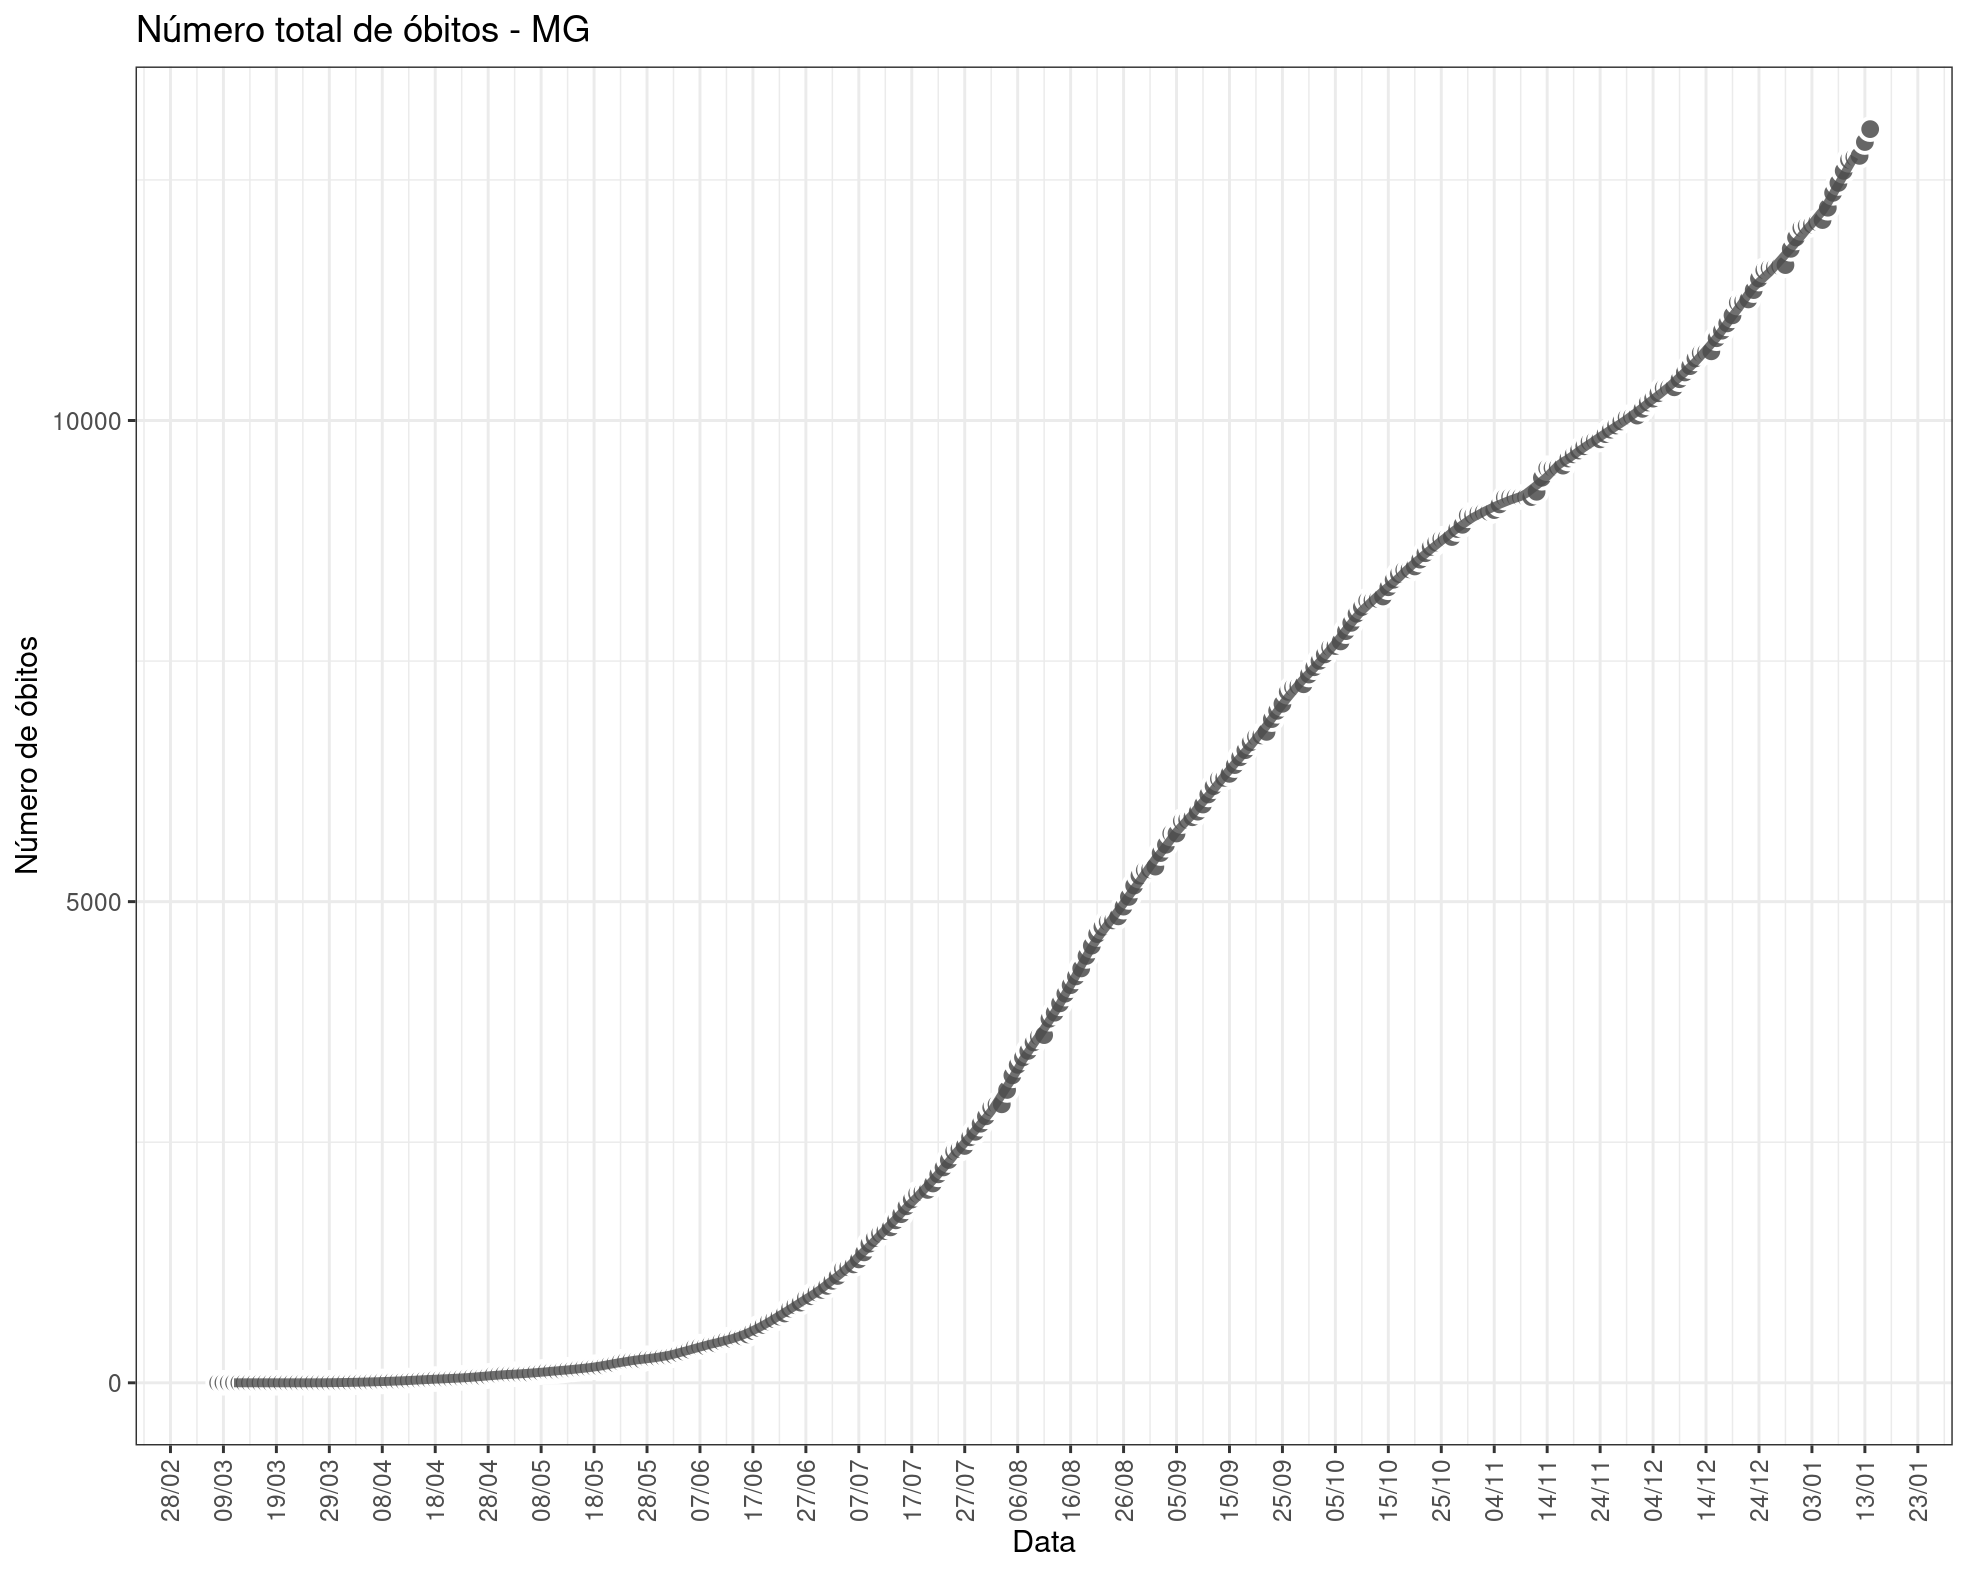 Número total de óbitos - MG
Número de óbitos
10000
5000
0
28/02 09/03 19/03 29/03 08/04 18/04 28/04 08/05 18/05 28/05 07/06 17/06 27/06 07/07 17/07 27/07 06/08 16/08 26/08 05/09 15/09 25/09 05/10 15/10 25/10 04/11 14/11 24/11 04/12 14/12 24/12 03/01 13/01 23/01
Data